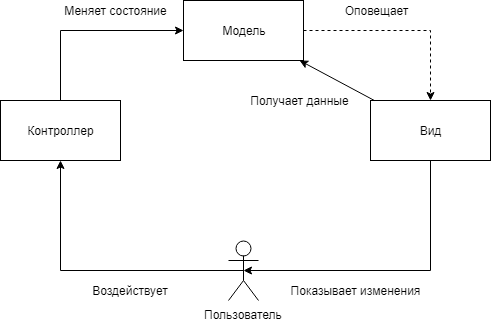 Меняет состояние
Оповещает
Модель
Получает данные
Контроллер
Вид
Воздействует
Показывает изменения
Пользователь